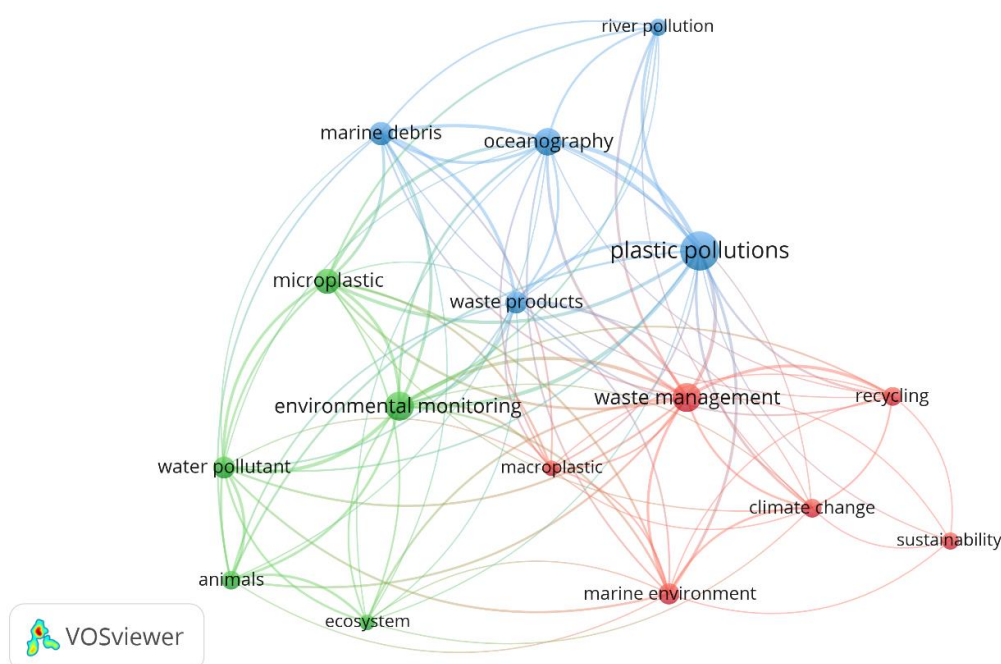 river pollution
marine debris
oceanography
plastic pollutions
microplastic
waste products
environmental monitoring
waste management
recycling
water pollutant
macroplastic
climate change
sustainability
animals
marine environment
ecosystem
VOSviewer